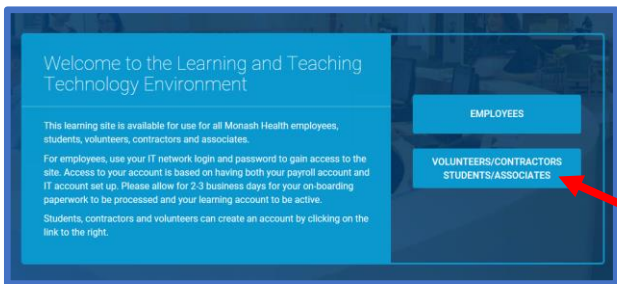 Welcome to the Learning and Teaching
Technology Environment
This learning site is available for use for all Monash Health employees,
students, volunteers, contractors and associates.
For employees, use your IT network login and password to gain access to the
site. Access to your account is based on having both your payroll account and
IT account set up. Please allow for 2-3 business days for your on-boarding
paperwork to be processed and your learning account to be active.
Students, contractors and volunteers can create an account by clicking on the
link to the right.
EMPLOYEES
VOLUNTEERS/CONTRACTORS
STUDENTS/ASSOCIATES